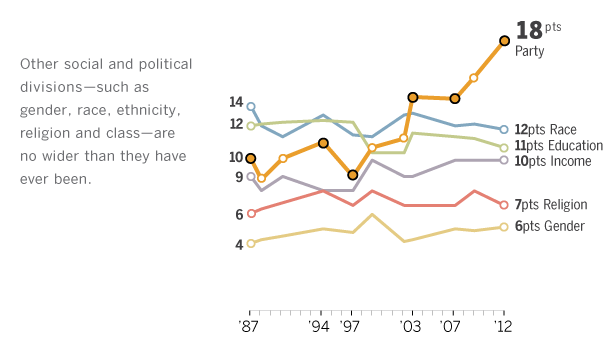 18pts
Party
Other social and political
divisions—such as
gender, race, ethnicity,
religion and class—are
no wider than they have
ever been.
14
12
10
9
6
4
12pts Race
11pts Education
10pts Income
7pts Religion
6pts Gender
'87 '94 '97 '03 '07 '12